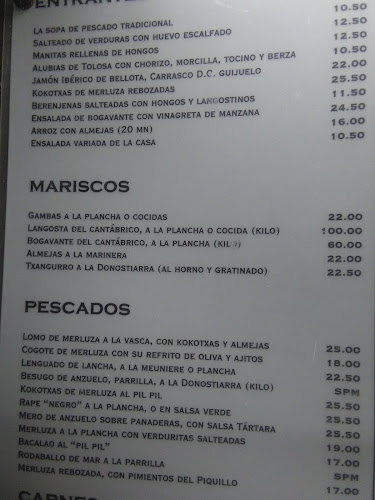 ENTRANTES
LA SOPA DE PESCADO TRADICIONAL 10.50
SALTEADO DE VERDURAS CON HUEVO ESCALFADO 12.50
MANITAS RELLENAS DE HONGOS 12.50
ALUBIAS DE TOLOSA CON CHORIZO, MORCILLA, TOCINO Y BERZA 10.50
JAMÓN IBÉRICO DE BELLOTA, CARRASCO D.C. GUIJUELO 22.00
KOKOTXAS DE MERLUZA REBOZADAS 25.50
BERENJENAS SALTEADAS CON HONGOS Y LANGOSTINOS 11.50
ENSALADA DE BOGAVANTE CON VINAGRETA DE MANZANA 24.50
ARROZ CON ALMEJAS (20 MN) 16.00
ENSALADA VARIADA DE LA CASA 10.50
MARISCOS
GAMBAS A LA PLANCHA O COCIDAS 22.00
LANGOSTA DEL CANTÁBRICO, A LA PLANCHA O COCIDA (KILO) 100.00
BOGAVANTE DEL CANTÁBRICO, A LA PLANCHA (KILO) 60.00
ALMEJAS A LA MARINERA 22.00
TXANGURRO A LA DONOSTIARRA (AL HORNO Y GRATINADO) 22.50
PESCADOS
LOMO DE MERLUZA A LA VASCA, CON KOKOTXAS Y ALMEJAS 25.00
COGOTE DE MERLUZA CON SU REFRITO DE OLIVA Y AJITOS 18.00
LENGUADO DE LANCHA, A LA MEUNIERE O PLANCHA 22.50
BESUGO DE ANZUELO, PARRILLA, A LA DONOSTIARRA (KILO) SPM
KOKOTXAS DE MERLUZA AL PIL PIL 25.50
RAPE "NEGRO" A LA PLANCHA, O EN SALSA VERDE 25.50
MERO DE ANZUELO SOBRE PANADERAS, CON SALSA TÁRTARA 25.50
MERLUZA A LA PLANCHA CON VERDURITAS SALTEADAS 19.00
BACALAO AL "PIL PIL" 17.00
RODABALLO DE MAR A LA PARRILLA SPM
MERLUZA REBOZADA, CON PIMIENTOS DEL PIQUILLO 17.00
CARNES